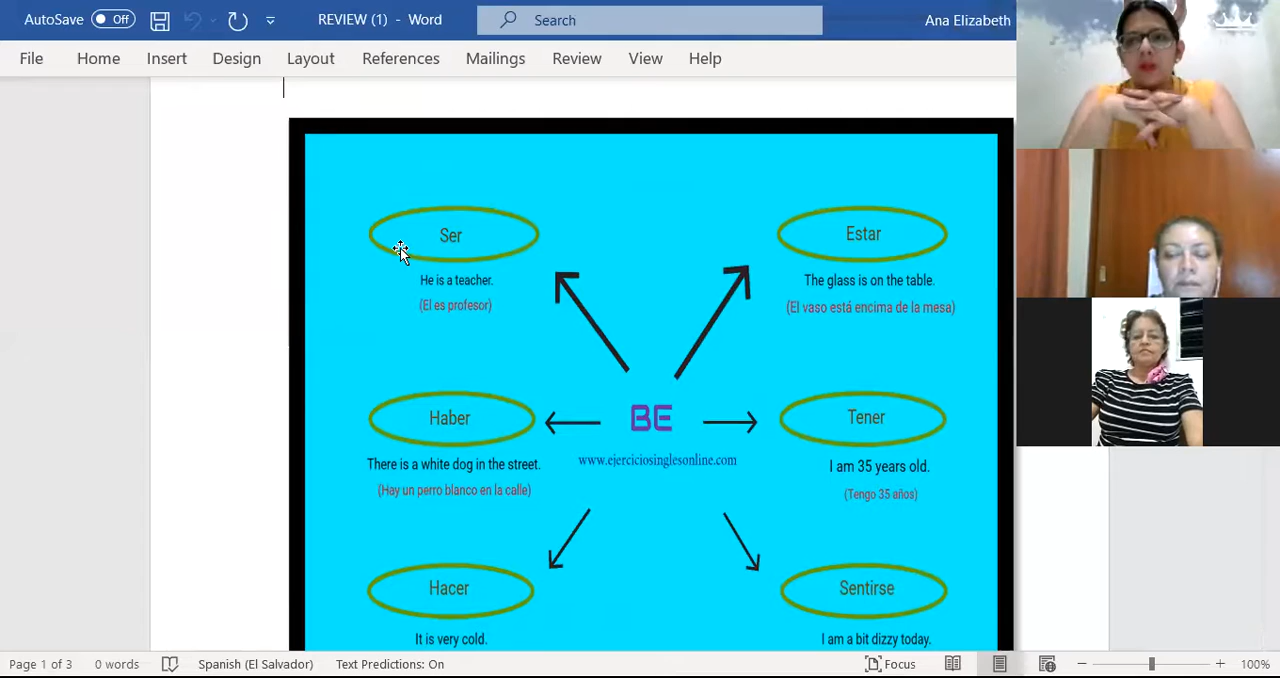 AutoSave Off REVIEW (1) - Word Search Ana Elizabeth
File Home Insert Design Layout References Mailings Review View Help
Ser
He is a teacher.
(El es profesor)
Estar
The glass is on the table.
(El vaso está encima de la mesa)
BE
www.ejerciciosinglesonline.com
Haber
There is a white dog in the street.
(Hay un perro blanco en la calle)
Tener
I am 35 years old.
(Tengo 35 años)
Hacer
It is very cold.
Sentirse
I am a bit dizzy today.
Page 1 of 3 0 words Spanish (El Salvador) Text Predictions: On Focus 100%